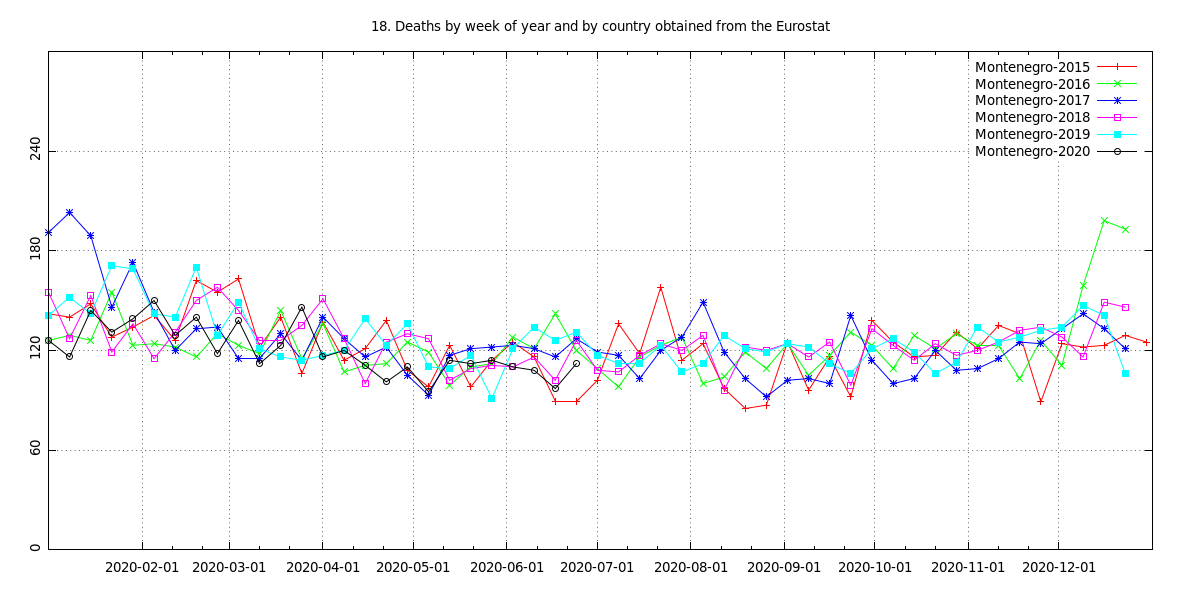 18. Deaths by week of year and by country obtained from the Eurostat
Montenegro-2015
Montenegro-2016
Montenegro-2017
Montenegro-2018
Montenegro-2019
Montenegro-2020
240
180
120
60
0
2020-02-01 2020-03-01 2020-04-01 2020-05-01 2020-06-01 2020-07-01 2020-08-01 2020-09-01 2020-10-01 2020-11-01 2020-12-01